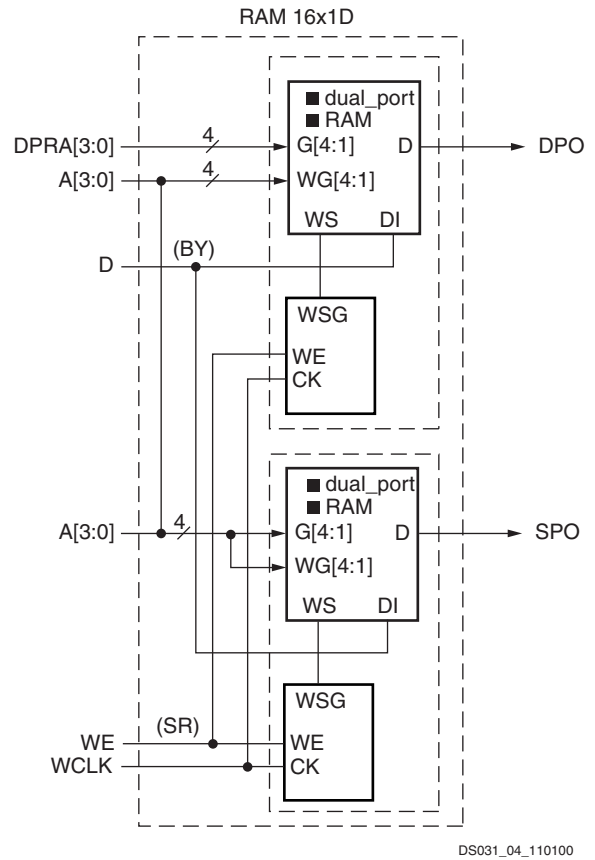 RAM 16x1D
dual_port
RAM
DPRA[3:0] 4 G[4:1] D DPO
A[3:0] 4 WG[4:1]
WS DI
D (BY)
WSG
WE
CK
dual_port
RAM
A[3:0] 4 G[4:1] D SPO
WG[4:1]
WS DI
WSG
WE (SR) WE
WCLK CK
DS031_04_110100